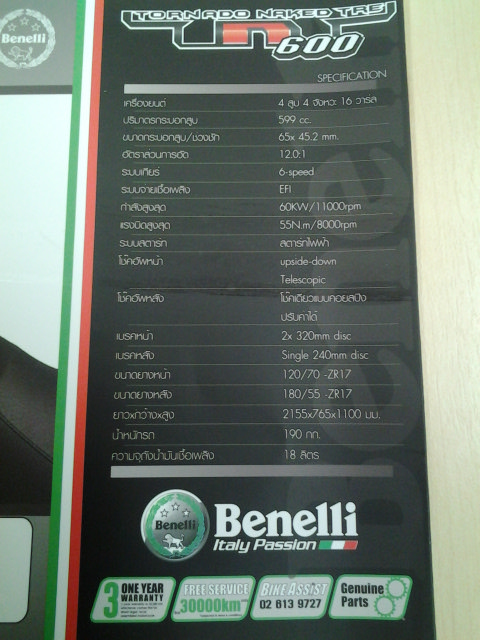 Benelli
TORNADO NAKED TRE
TNT
600
SPECIFICATION
เครื่องยนต์ 4 สูบ 4 จังหวะ 16 วาล์ล
ปริมาตรกระบอกสูบ 599 cc.
ขนาดกระบอกสูบ/ช่วงชัก 65x 45.2 mm.
อัตราส่วนการอัด 12.0:1
ระบบเกียร์ 6-speed
ระบบจ่ายเชื้อเพลิง EFI
กำลังสูงสุด 60KW/11000rpm
แรงบิดสูงสุด 55N.m/8000rpm
ระบบสตาร์ท สตาร์ทไฟฟ้า
โช๊คอัพหน้า upside-down
Telescopic
โช๊คอัพหลัง โช๊คเดี่ยวแบบคอยสปิง
ปรับค่าได้
เบรคหน้า 2x 320mm disc
เบรคหลัง Single 240mm disc
ขนาดยางหน้า 120/70 -ZR17
ขนาดยางหลัง 180/55 -ZR17
ยาวxกว้างxสูง 2155x765x1100 มม.
น้ำหนักรถ 190 กก.
ความจุถังน้ำมันเชื้อเพลิง 18 ลิตร
Benelli
Benelli
Italy Passion
3 ONE YEAR
WARRANTY
FREE SERVICE
30000km
BIKE ASSIST
02 613 9727
Genuine
Parts